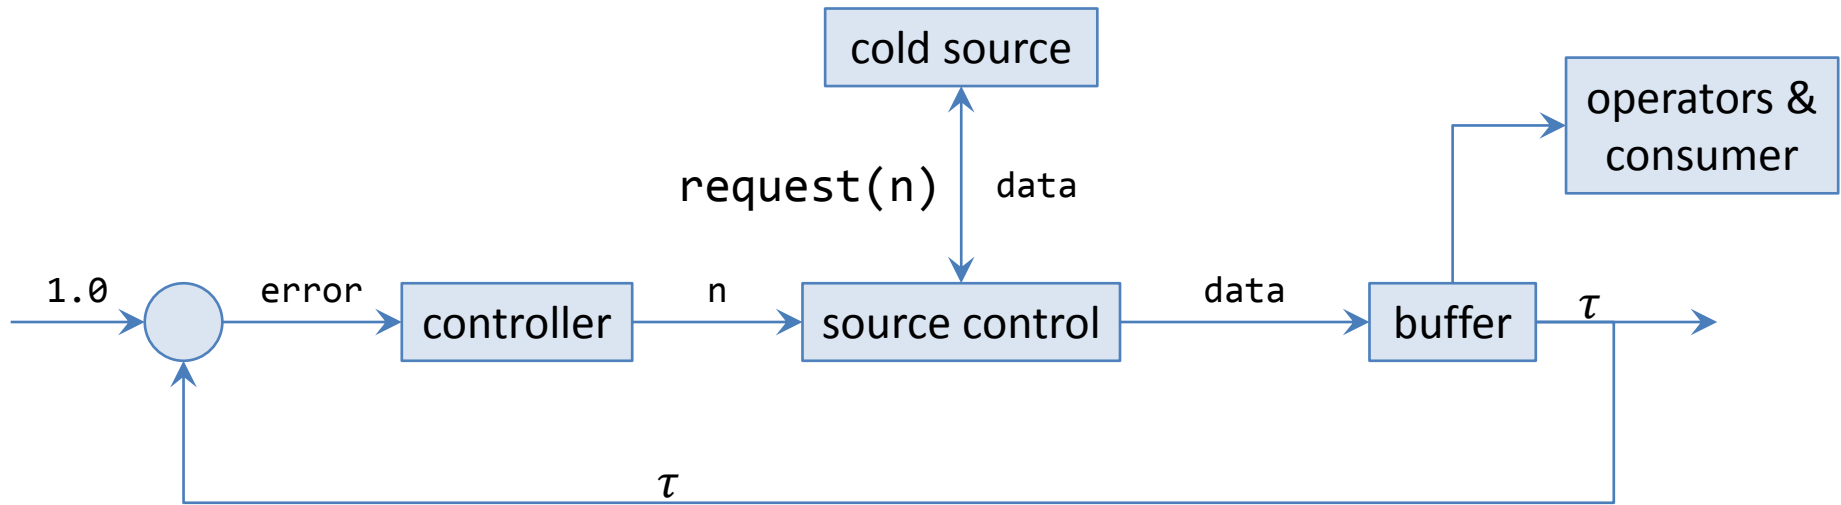 cold source
operators &
consumer
request(n)
data
1.0
error
controller
n
source control
data
buffer
τ
τ